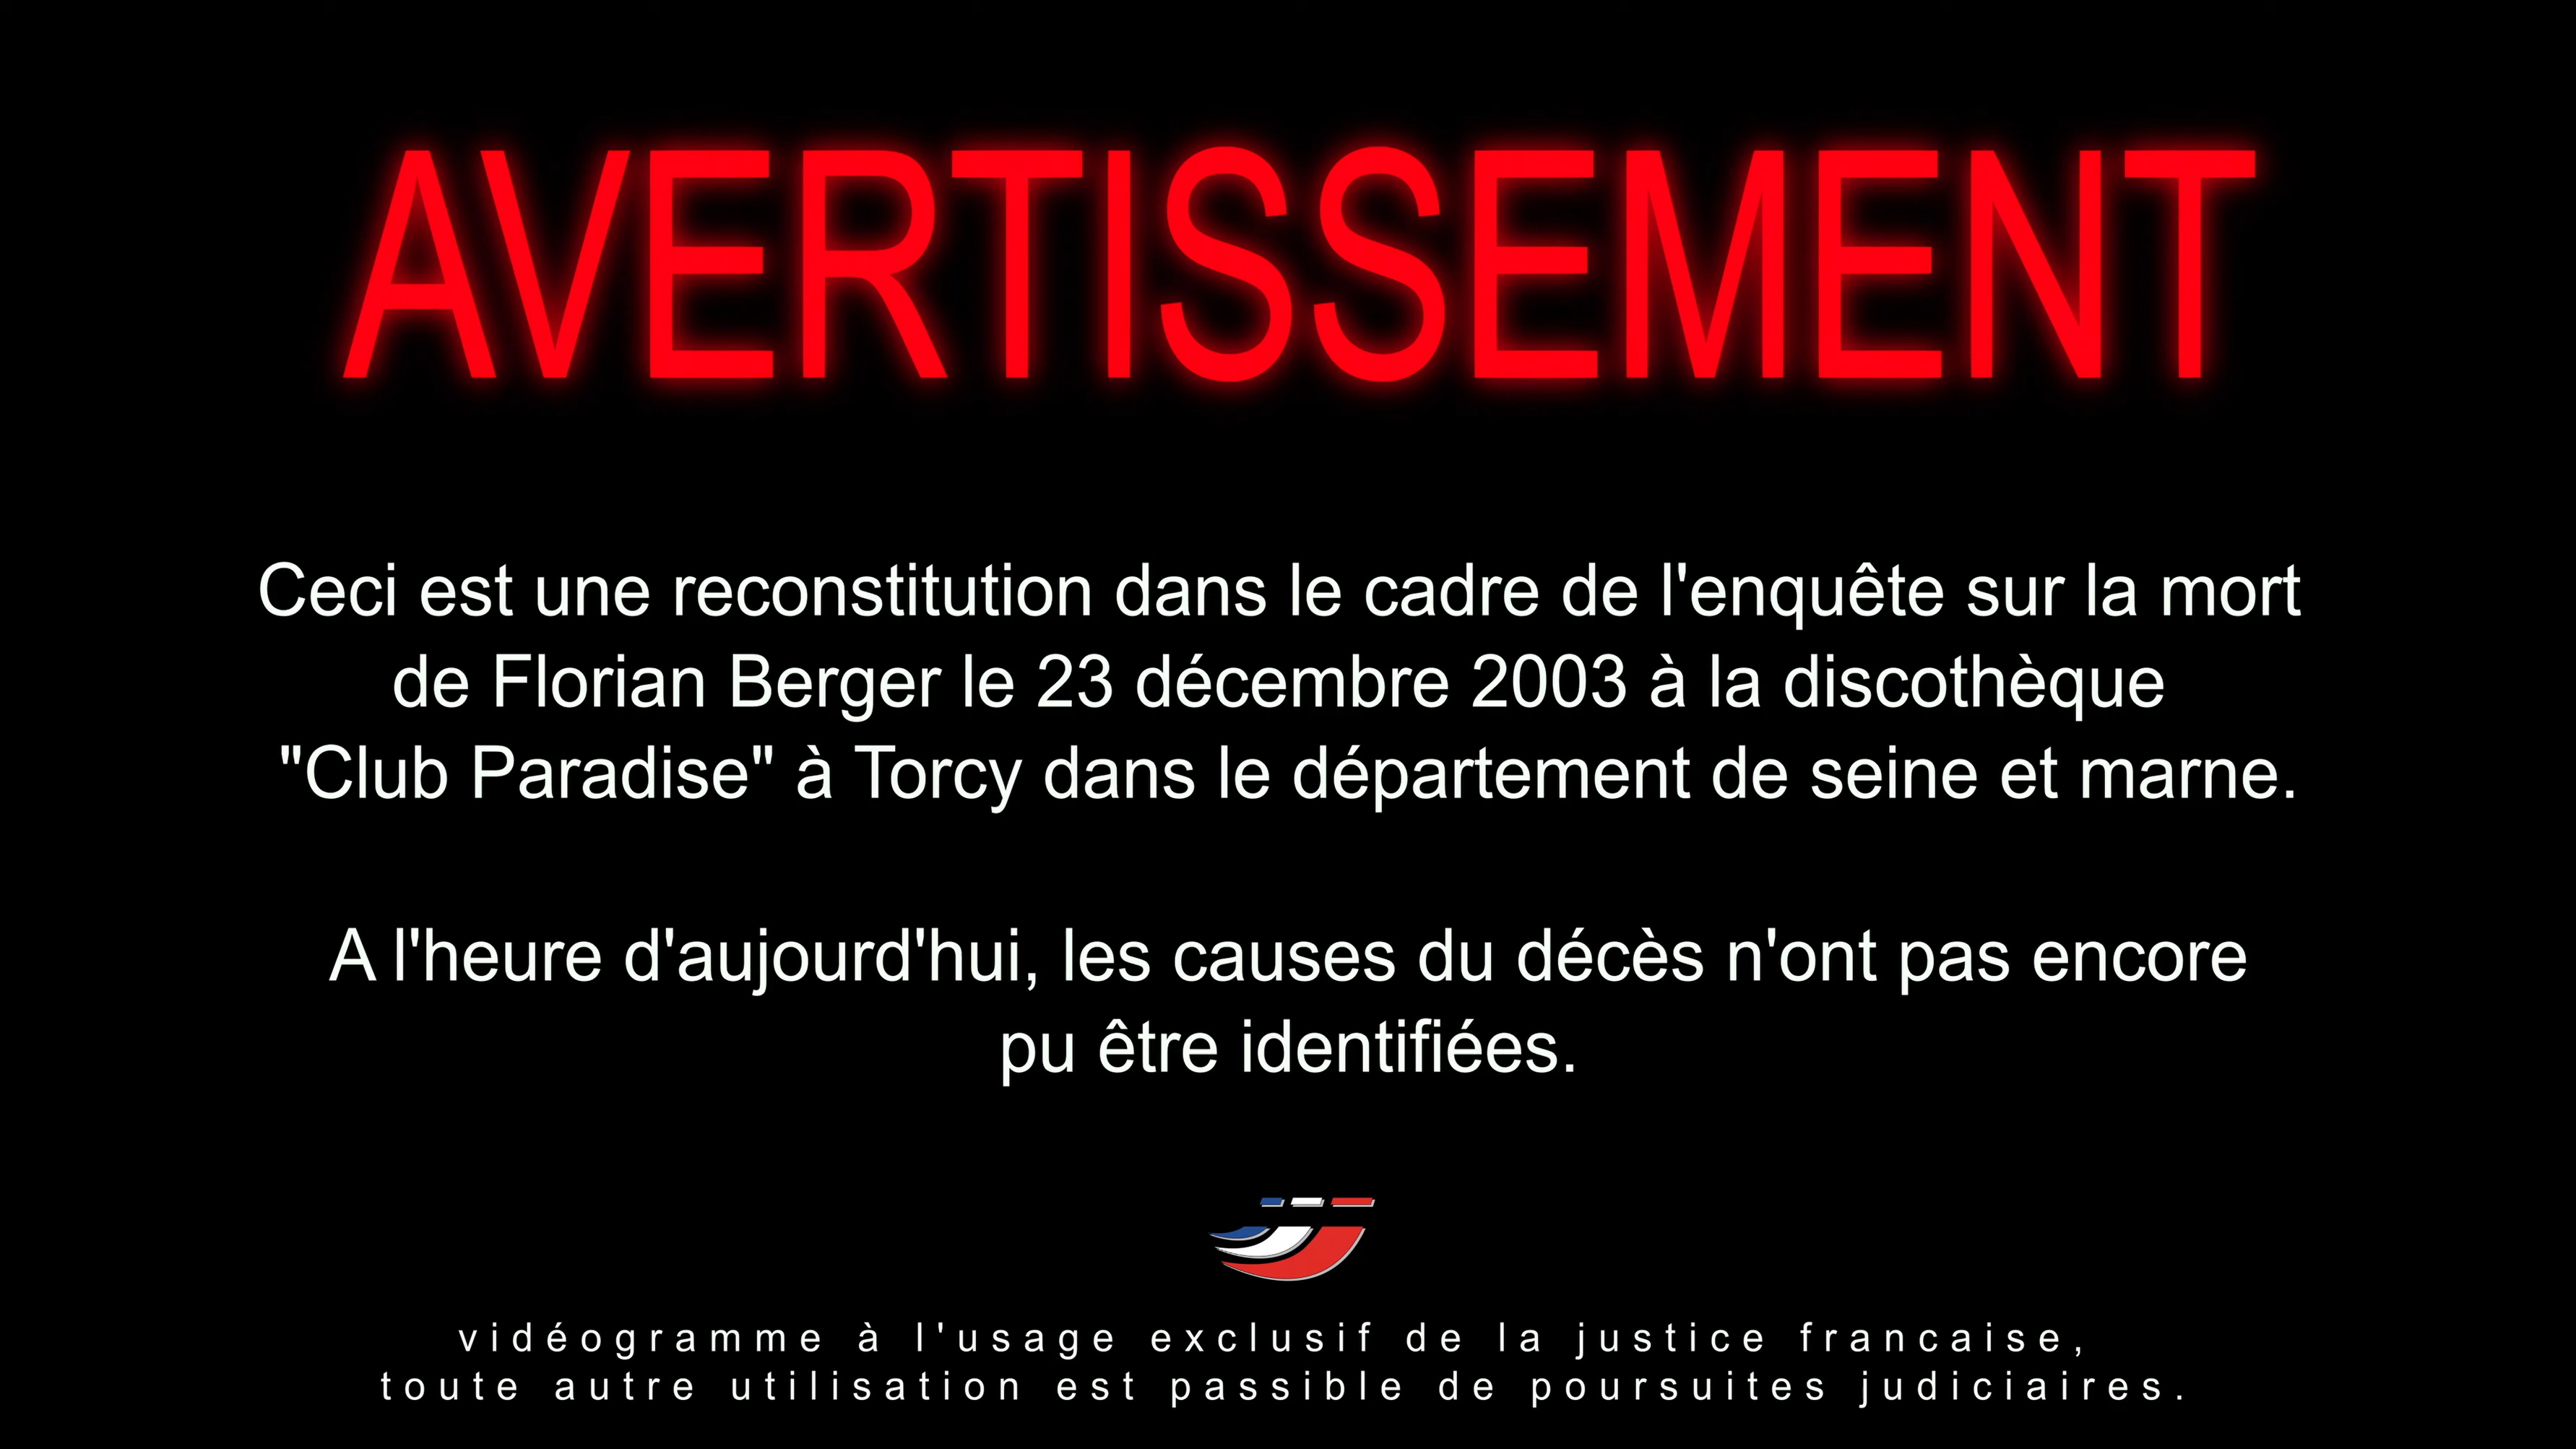 AVERTISSEMENT
Ceci est une reconstitution dans le cadre de l'enquête sur la mort
de Florian Berger le 23 décembre 2003 à la discothèque
"Club Paradise" à Torcy dans le département de seine et marne.
A l'heure d'aujourd'hui, les causes du décès n'ont pas encore
pu être identifiées.
vidéogramme à l'usage exclusif de la justice francaise,
toute autre utilisation est passible de poursuites judiciaires.